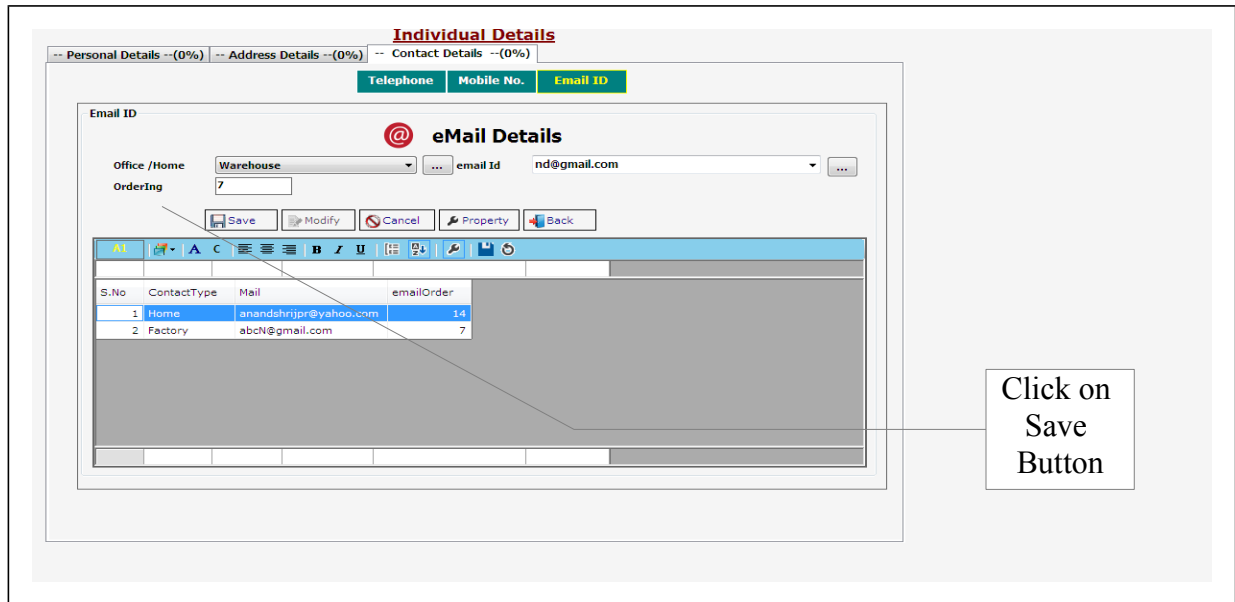 Individual Details
-- Personal Details --(0%) -- Address Details --(0%) -- Contact Details --(0%)
Telephone Mobile No. Email ID
Email ID
@ eMail Details
Office /Home Warehouse ... email Id nd@gmail.com ...
OrderIng 7
Save Modify Cancel Property Back
A1 A C B I U
S.No ContactType Mail emailOrder
1 Home anandshrijpr@yahoo.com 14
2 Factory abcN@gmail.com 7
Click on
Save
Button